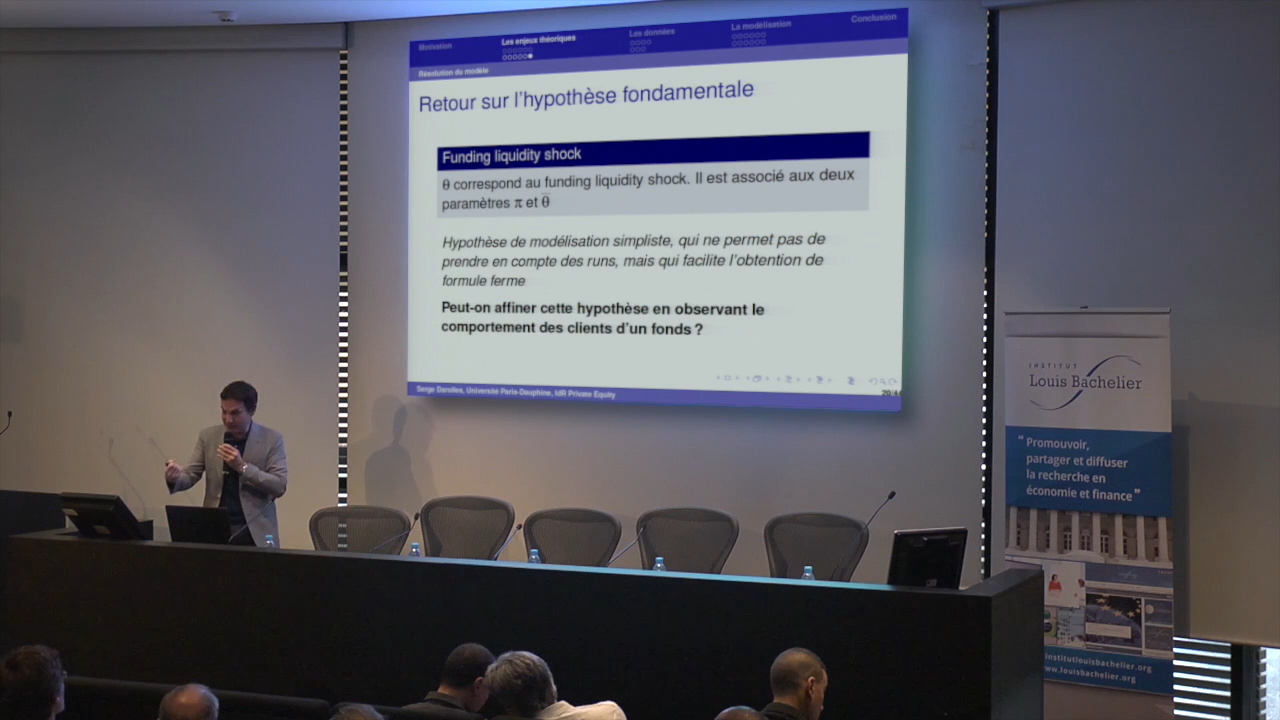 Motivation
Les enjeux théoriques
Les données
La modélisation
Conclusion
Résolution du modèle
Retour sur l'hypothèse fondamentale
Funding liquidity shock
θ correspond au funding liquidity shock. Il est associé aux deux
paramètres π et θ̅
Hypothèse de modélisation simpliste, qui ne permet pas de
prendre en compte des runs, mais qui facilite l'obtention de
formule ferme
Peut-on affiner cette hypothèse en observant le
comportement des clients d'un fonds ?
Serge Darolles, Université Paris-Dauphine, IdR Private Equity
INSTITUT
Louis Bachelier
“ Promouvoir,
partager et diffuser
la recherche en
économie et finance ”
institutlouisbachelier.org
www.louisbachelier.org